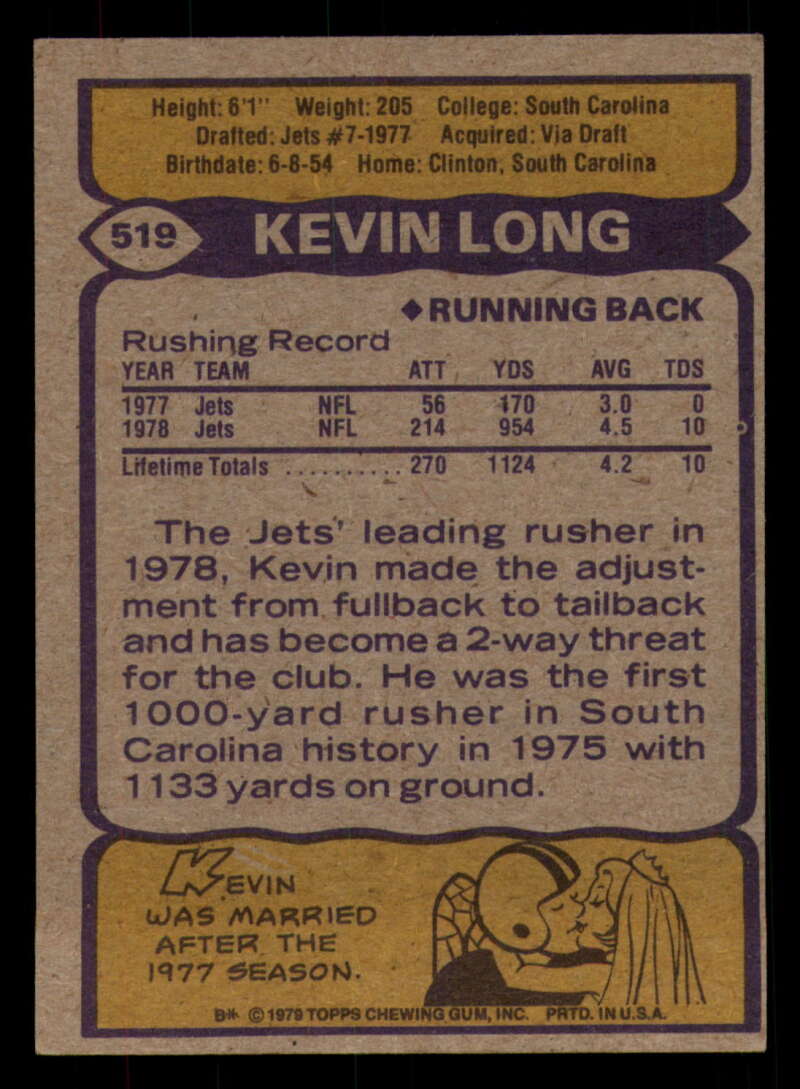 Height: 6'1" Weight: 205 College: South Carolina
Drafted: Jets #7-1977 Acquired: Via Draft
Birthdate: 6-8-54 Home: Clinton, South Carolina
519 KEVIN LONG
◆RUNNING BACK
Rushing Record
YEAR TEAM ATT YDS AVG TDS
1977 Jets NFL 56 170 3.0 0
1978 Jets NFL 214 954 4.5 10
Lifetime Totals .......... 270 1124 4.2 10
The Jets' leading rusher in
1978, Kevin made the adjust-
ment from fullback to tailback
and has become a 2-way threat
for the club. He was the first
1000-yard rusher in South
Carolina history in 1975 with
1133 yards on ground.
KEVIN
WAS MARRIED
AFTER THE
1977 SEASON.
B* © 1979 TOPPS CHEWING GUM, INC. PRTD. IN U.S.A.